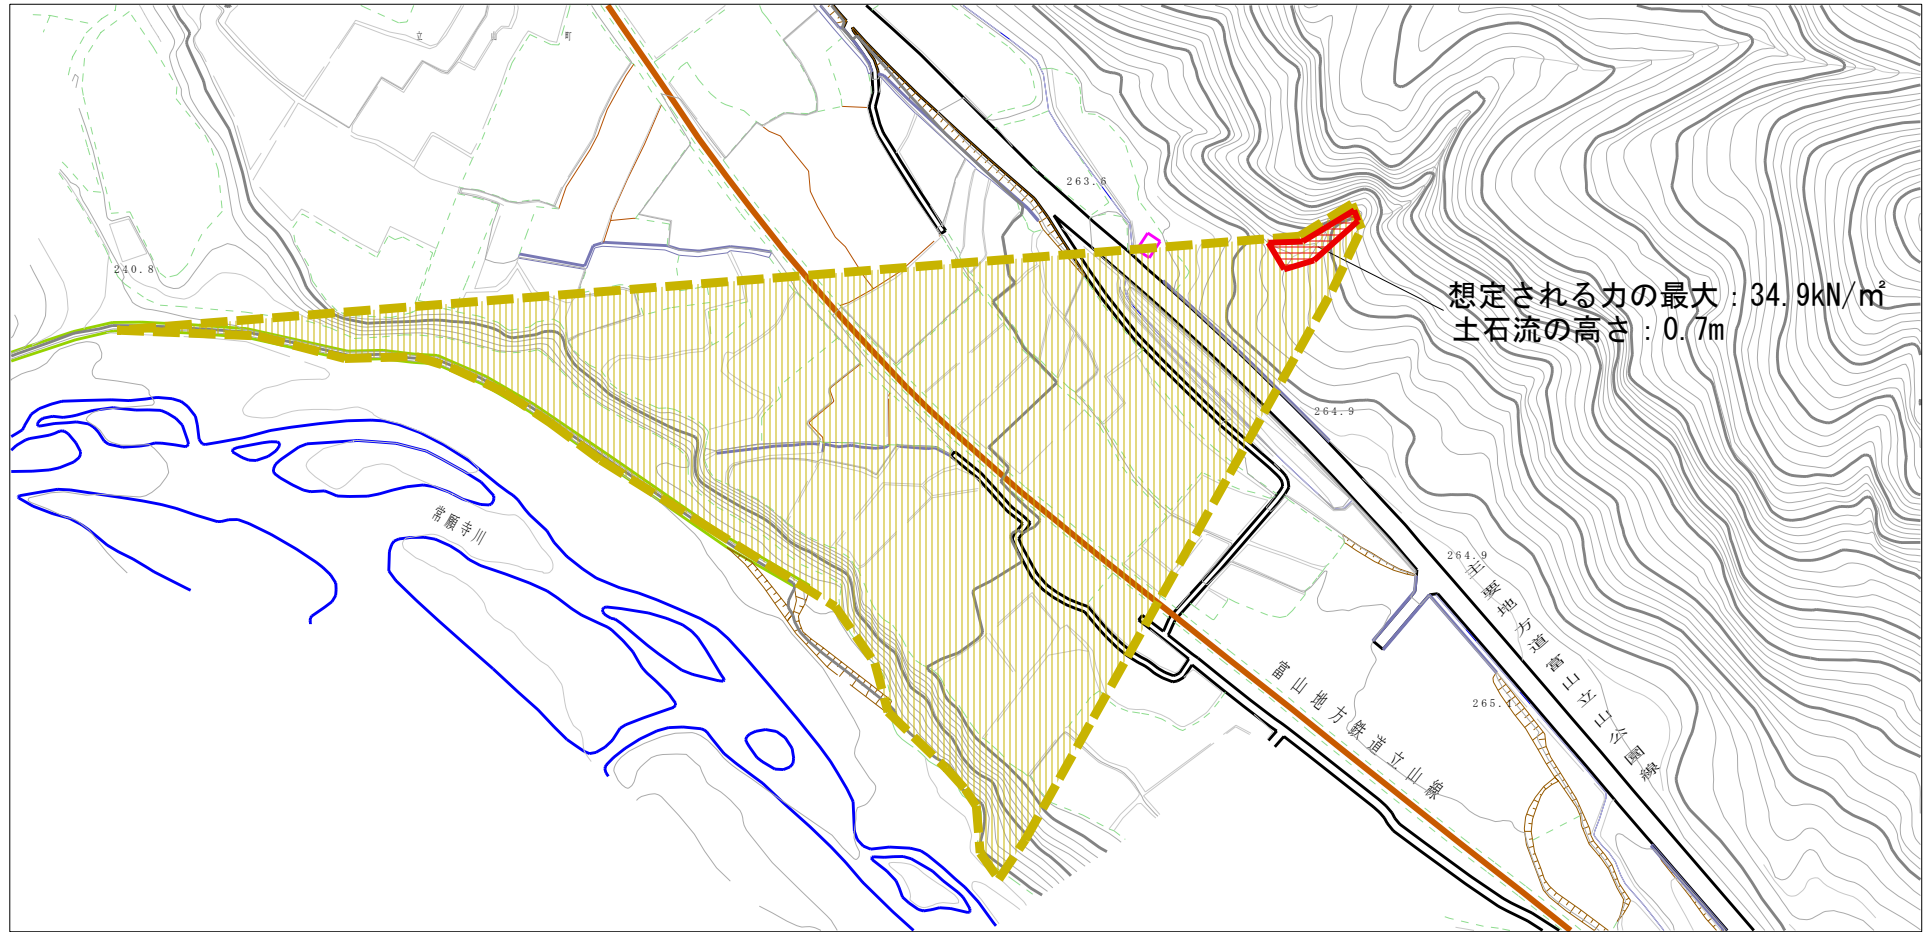 立山町
263.6
240.8
想定される力の最大：34.9kN/㎡
土石流の高さ：0.7m
264.9
常願寺川
264.9
主要地方道富山立山公園線
富山地方鉄道立山線
265.1